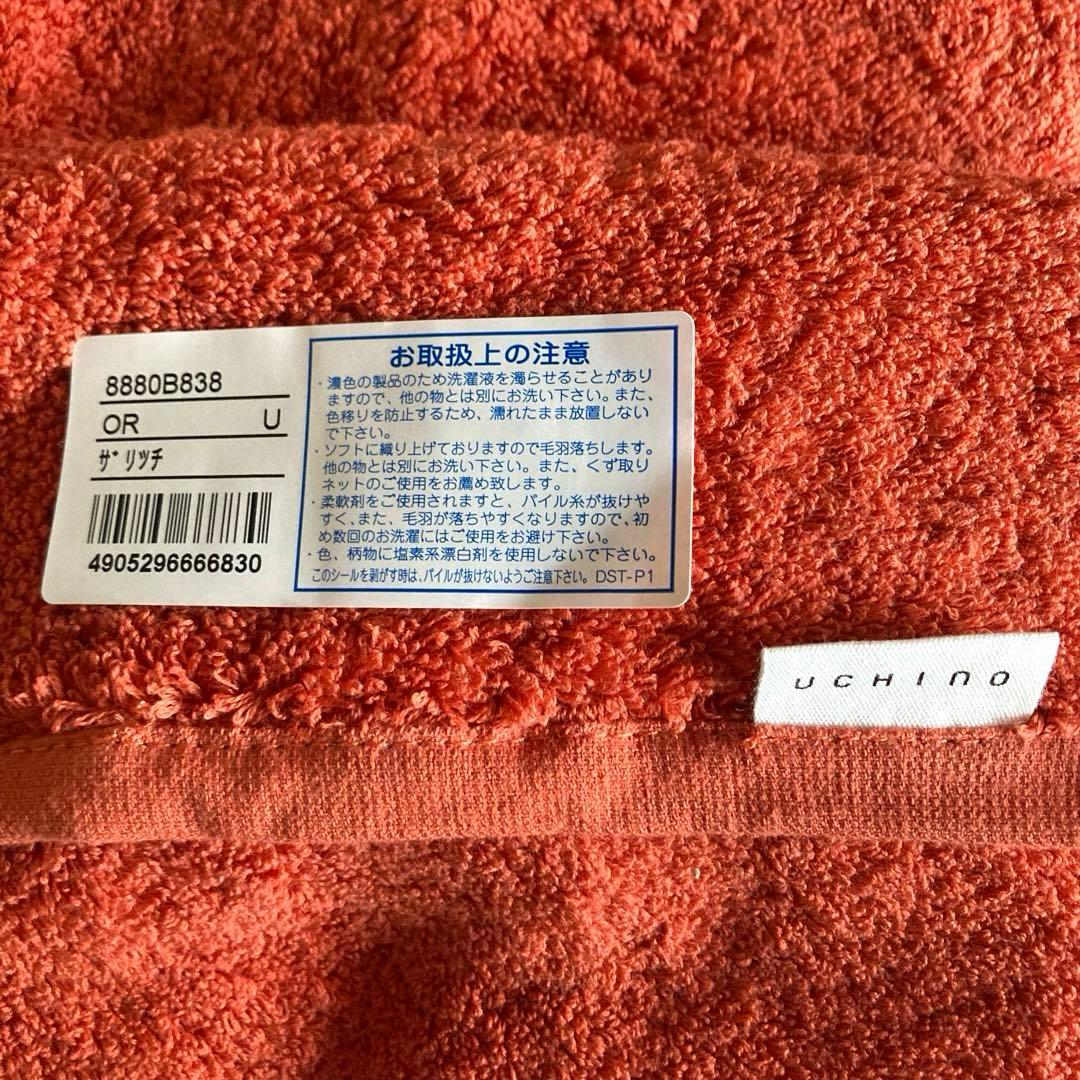 8880B838
OR U
ザリッチ
4905296666830
お取扱上の注意
・濃色の製品のため洗濯液を濁らせることがあり
ますので、他の物とは別にお洗い下さい。また、
色移りを防止するため、濡れたまま放置しない
で下さい。
・ソフトに織り上げておりますので毛羽落ちします。
他の物とは別にお洗い下さい。また、くず取り
ネットのご使用をお薦め致します。
・柔軟剤をご使用されますと、パイル糸が抜けや
すく、また、毛羽が落ちやすくなりますので、初
め数回のお洗濯にはご使用をお避け下さい。
・色、柄物に塩素系漂白剤を使用しないで下さい。
このシールを剥がす時は、パイルが抜けないようご注意下さい。 DST-P1
UCHINO